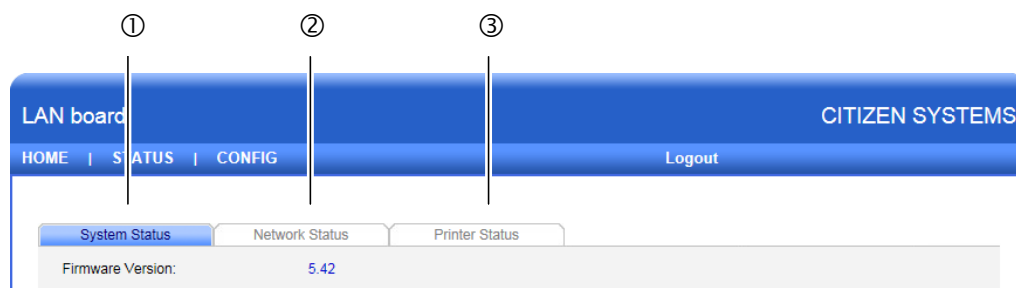 ① ② ③
LAN board CITIZEN SYSTEMS
HOME | STATUS | CONFIG Logout
System Status Network Status Printer Status
Firmware Version: 5.42